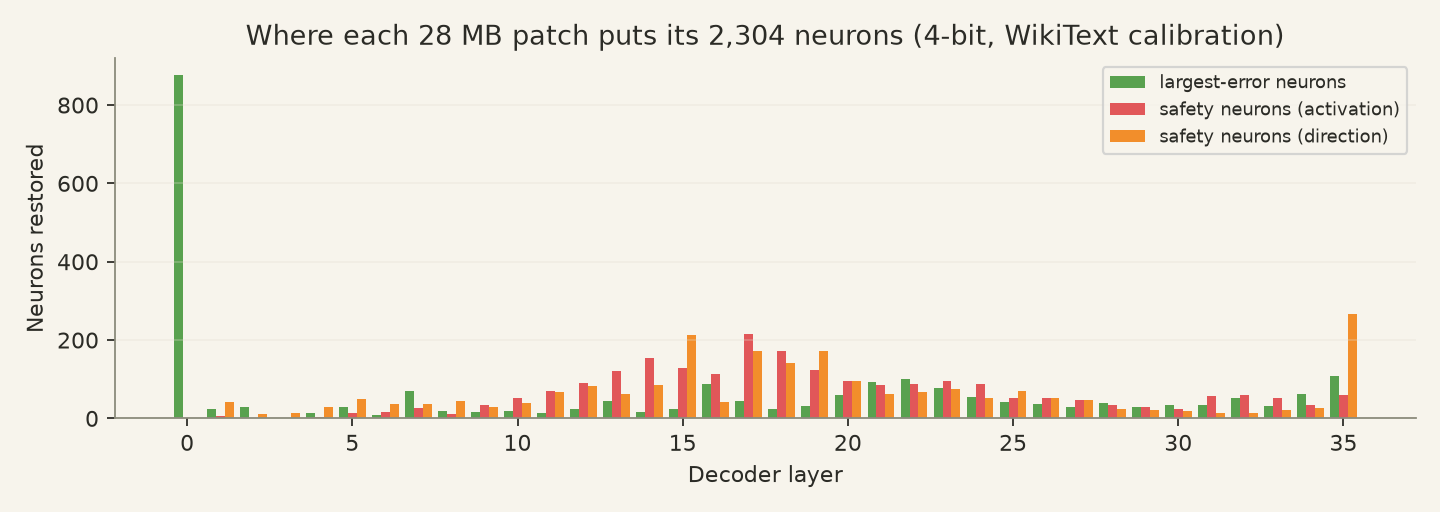 Where each 28 MB patch puts its 2,304 neurons (4-bit, WikiText calibration)
largest-error neurons
safety neurons (activation)
safety neurons (direction)
Neurons restored
800
600
400
200
0
0 5 10 15 20 25 30 35
Decoder layer